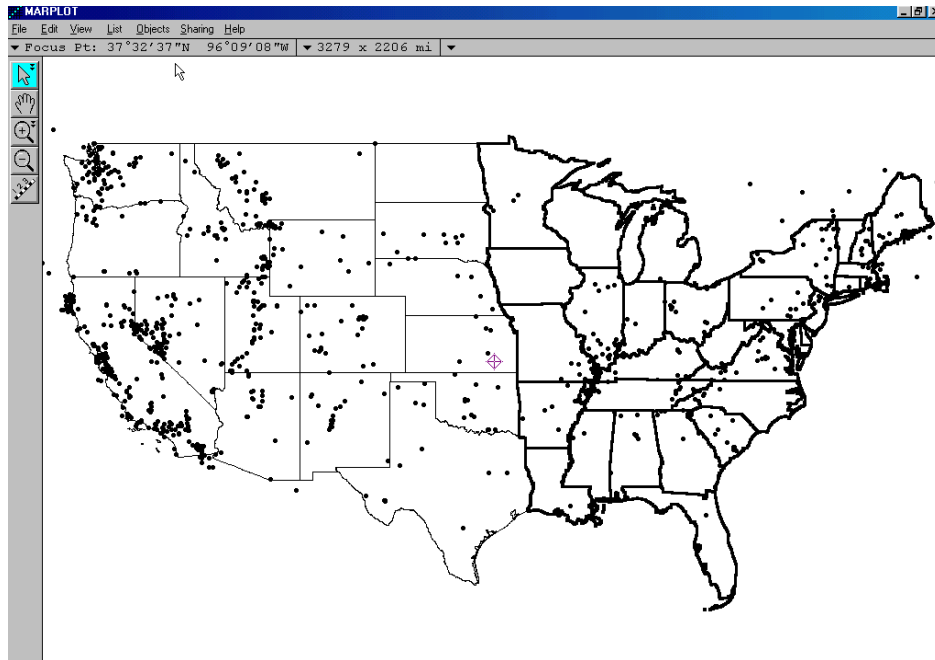 MARPLOT
File Edit View List Objects Sharing Help
Focus Pt: 37°32'37"N 96°09'08"W 3279 x 2206 mi